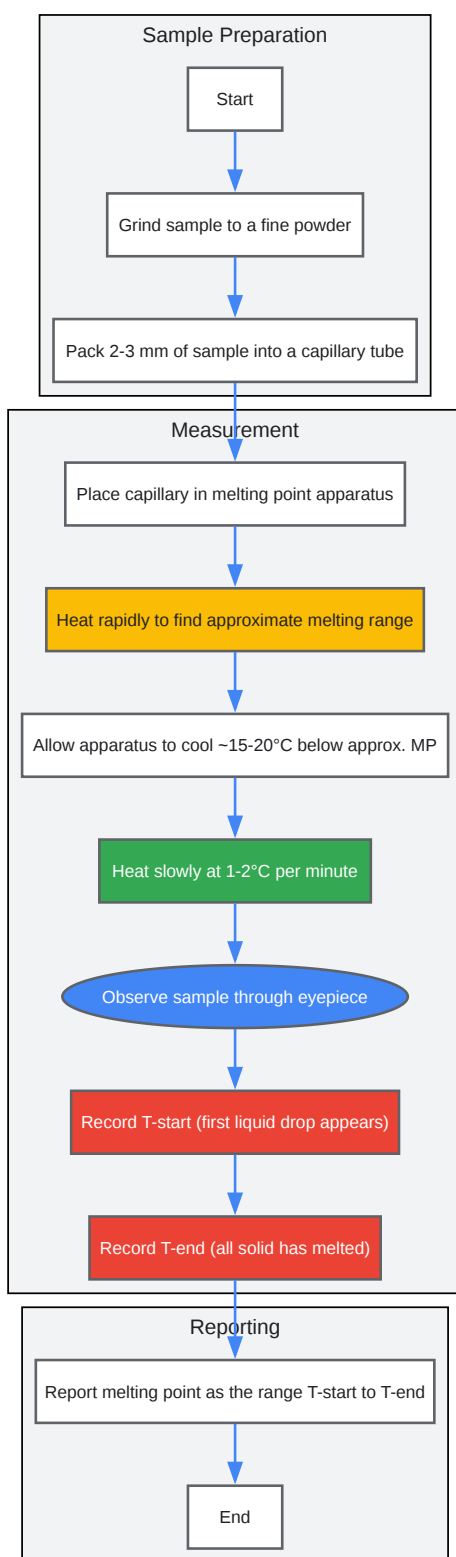 Sample Preparation
Start
Grind sample to a fine powder
Pack 2-3 mm of sample into a capillary tube
Measurement
Place capillary in melting point apparatus
Heat rapidly to find approximate melting range
Allow apparatus to cool ~15-20°C below approx. MP
Heat slowly at 1-2°C per minute
Observe sample through eyepiece
Record T-start (first liquid drop appears)
Record T-end (all solid has melted)
Reporting
Report melting point as the range T-start to T-end
End